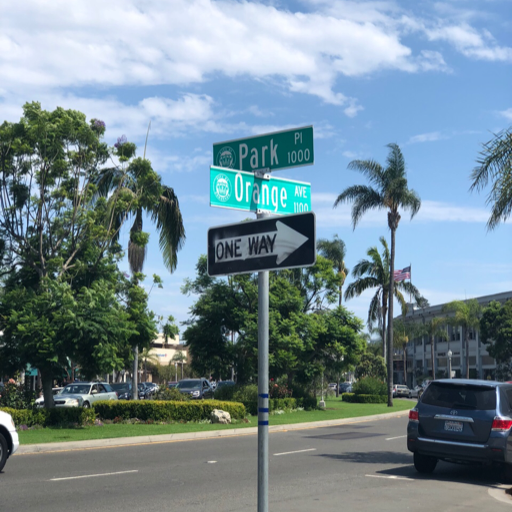 Park Pl
1000
Orange AVE
1100
ONE WAY